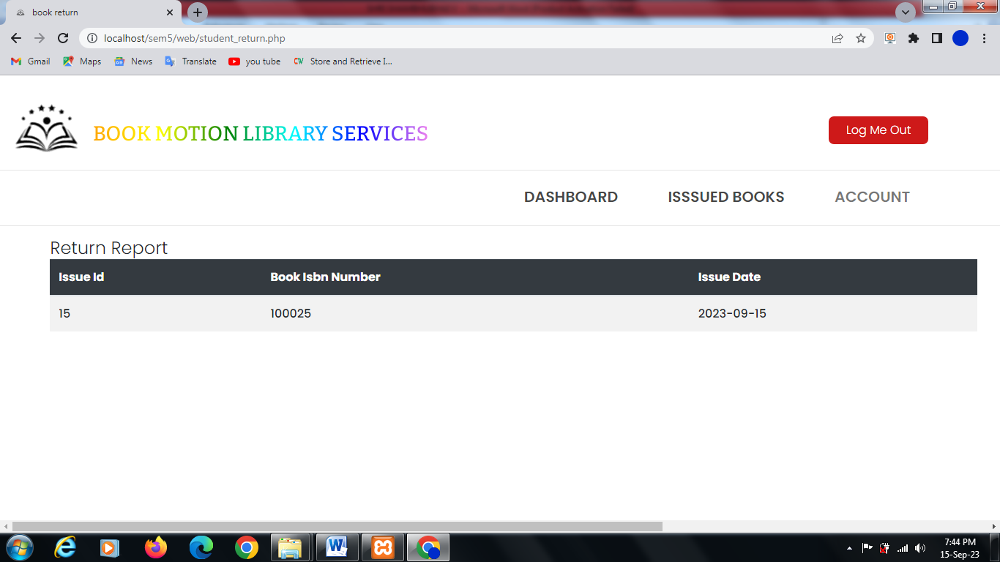 book return
localhost/sem5/web/student_return.php
Gmail Maps News Translate you tube Store and Retrieve I...
BOOK MOTION LIBRARY SERVICES
Log Me Out
DASHBOARD ISSSUED BOOKS ACCOUNT
Return Report
Issue Id Book Isbn Number Issue Date
15 100025 2023-09-15
7:44 PM
15-Sep-23